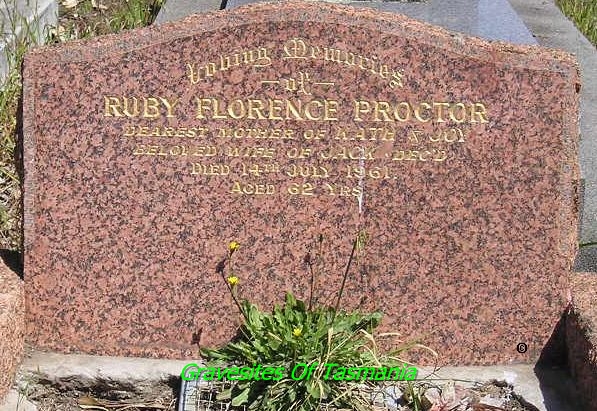 Loving Memories
of
RUBY FLORENCE PROCTOR
DEAREST MOTHER OF KATH & JOY
BELOVED WIFE OF JACK - DEC'D
DIED 14TH JULY 1961.
AGED 62 YRS
Gravesites Of Tasmania